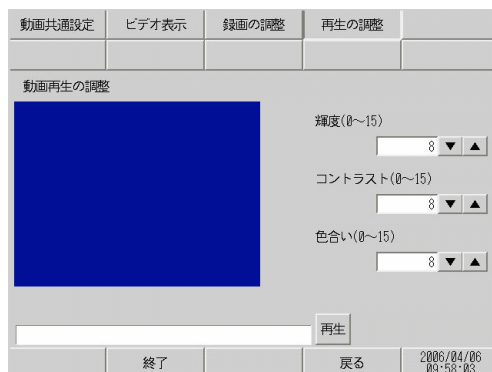 動画共通設定 ビデオ表示 録画の調整 再生の調整
動画再生の調整
輝度(0～15)
8 ▼ ▲
コントラスト(0～15)
8 ▼ ▲
色合い(0～15)
8 ▼ ▲
再生
終了 戻る 2006/04/06
09:58:03